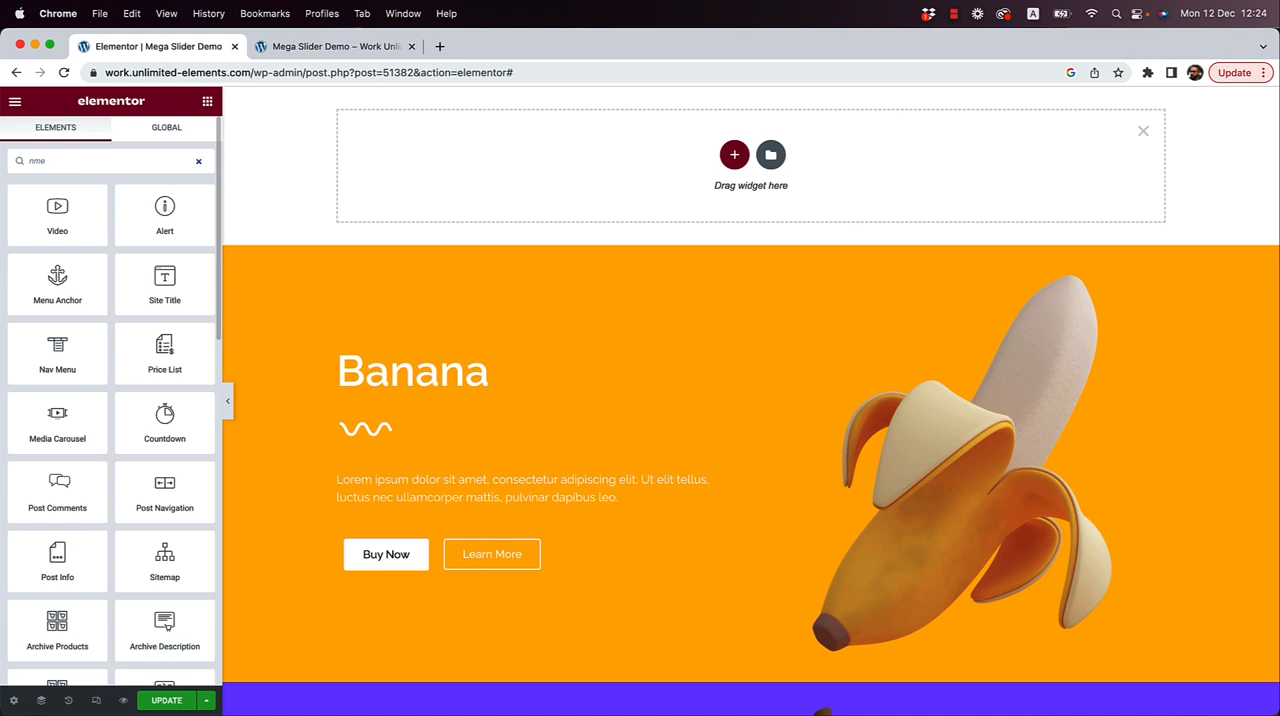 Chrome File Edit View History Bookmarks Profiles Tab Window Help A Mon 12 Dec 12:24
Elementor | Mega Slider Demo Mega Slider Demo – Work Unli
work.unlimited-elements.com/wp-admin/post.php?post=51382&action=elementor# Update
elementor
ELEMENTS GLOBAL
nme
Video Alert
Menu Anchor Site Title
Nav Menu Price List
Media Carousel Countdown
Post Comments Post Navigation
Post Info Sitemap
Archive Products Archive Description
UPDATE
Drag widget here
Banana
Lorem ipsum dolor sit amet, consectetur adipiscing elit. Ut elit tellus,
luctus nec ullamcorper mattis, pulvinar dapibus leo.
Buy Now Learn More